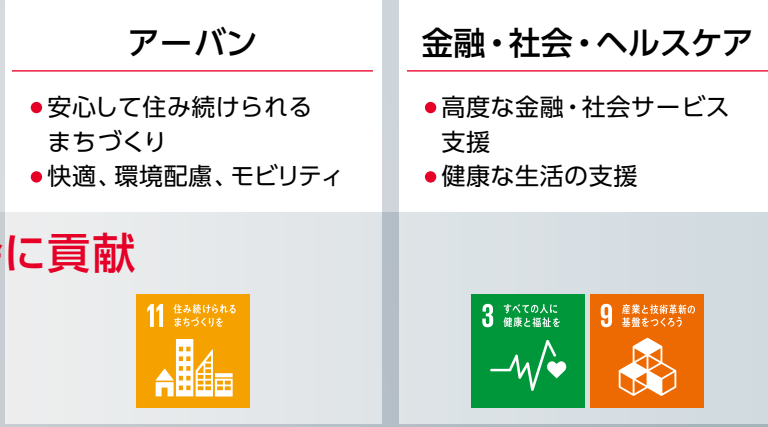 アーバン
●安心して住み続けられる
まちづくり
●快適、環境配慮、モビリティ
金融・社会・ヘルスケア
●高度な金融・社会サービス
支援
●健康な生活の支援
に貢献
11 住み続けられる
まちづくりを
3 すべての人に
健康と福祉を
9 産業と技術革新の
基盤をつくろう